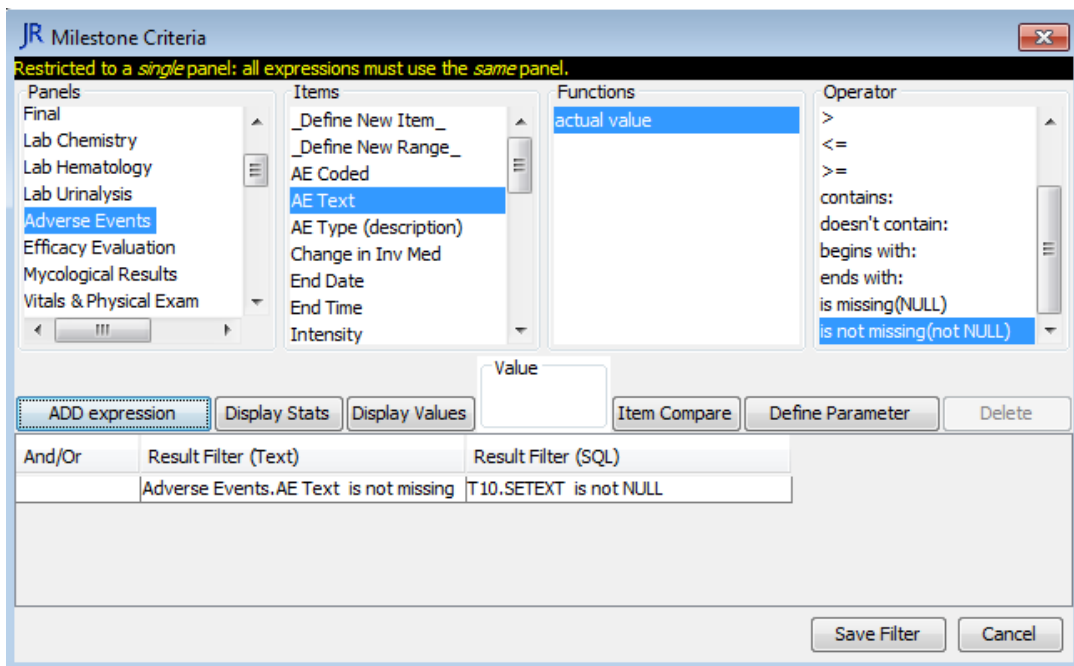 JR Milestone Criteria
Restricted to a single panel: all expressions must use the same panel.
Panels
Final
Lab Chemistry
Lab Hematology
Lab Urinalysis
Adverse Events
Efficacy Evaluation
Mycological Results
Vitals & Physical Exam
Items
_Define New Item_
_Define New Range_
AE Coded
AE Text
AE Type (description)
Change in Inv Med
End Date
End Time
Intensity
Functions
actual value
Operator
>
<=
>=
contains:
doesn't contain:
begins with:
ends with:
is missing(NULL)
is not missing(not NULL)
Value
ADD expression Display Stats Display Values Item Compare Define Parameter Delete
And/Or Result Filter (Text) Result Filter (SQL)
Adverse Events.AE Text is not missing T10.SETEXT is not NULL
Save Filter Cancel